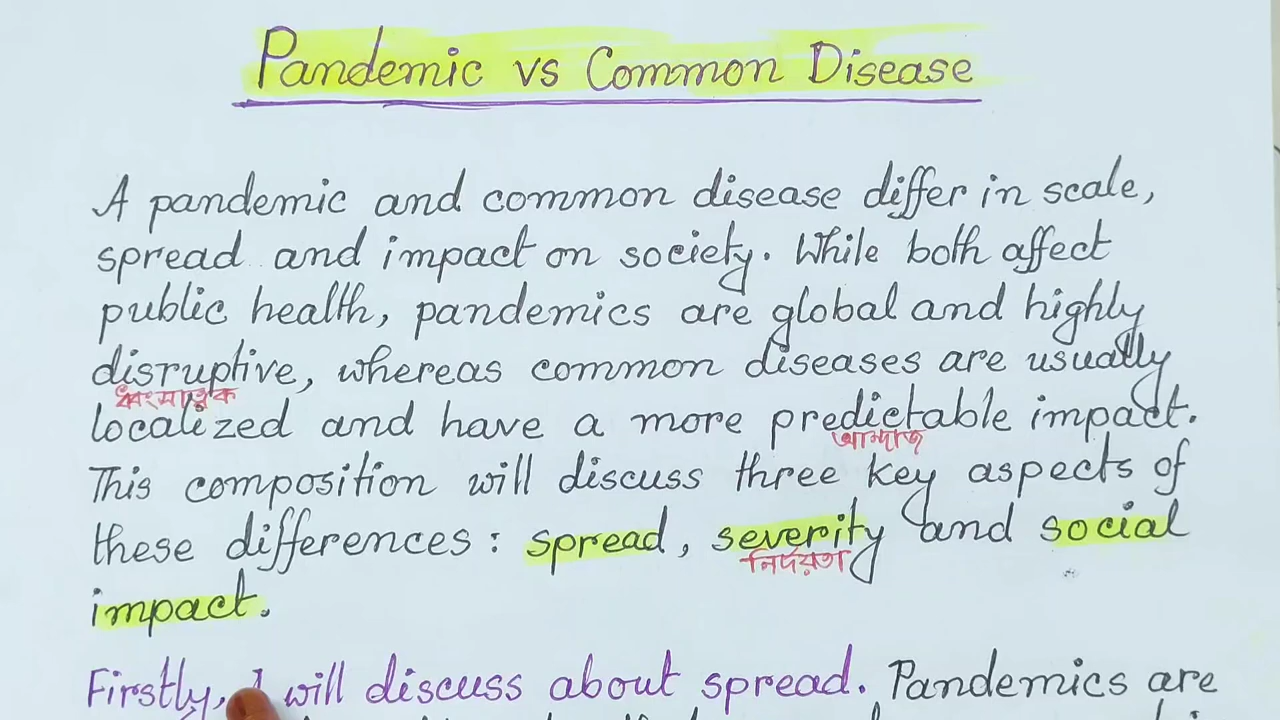 Pandemic vs Common Disease
A pandemic and common disease differ in scale,
spread and impact on society. While both affect
public health, pandemics are global and highly
disruptive, whereas common diseases are usually
ধ্বংসাত্বক
localized and have a more predictable impact.
আন্দাজ
This composition will discuss three key aspects of
these differences : spread, severity and social
নির্দয়তা
impact.
Firstly, I will discuss about spread. Pandemics are